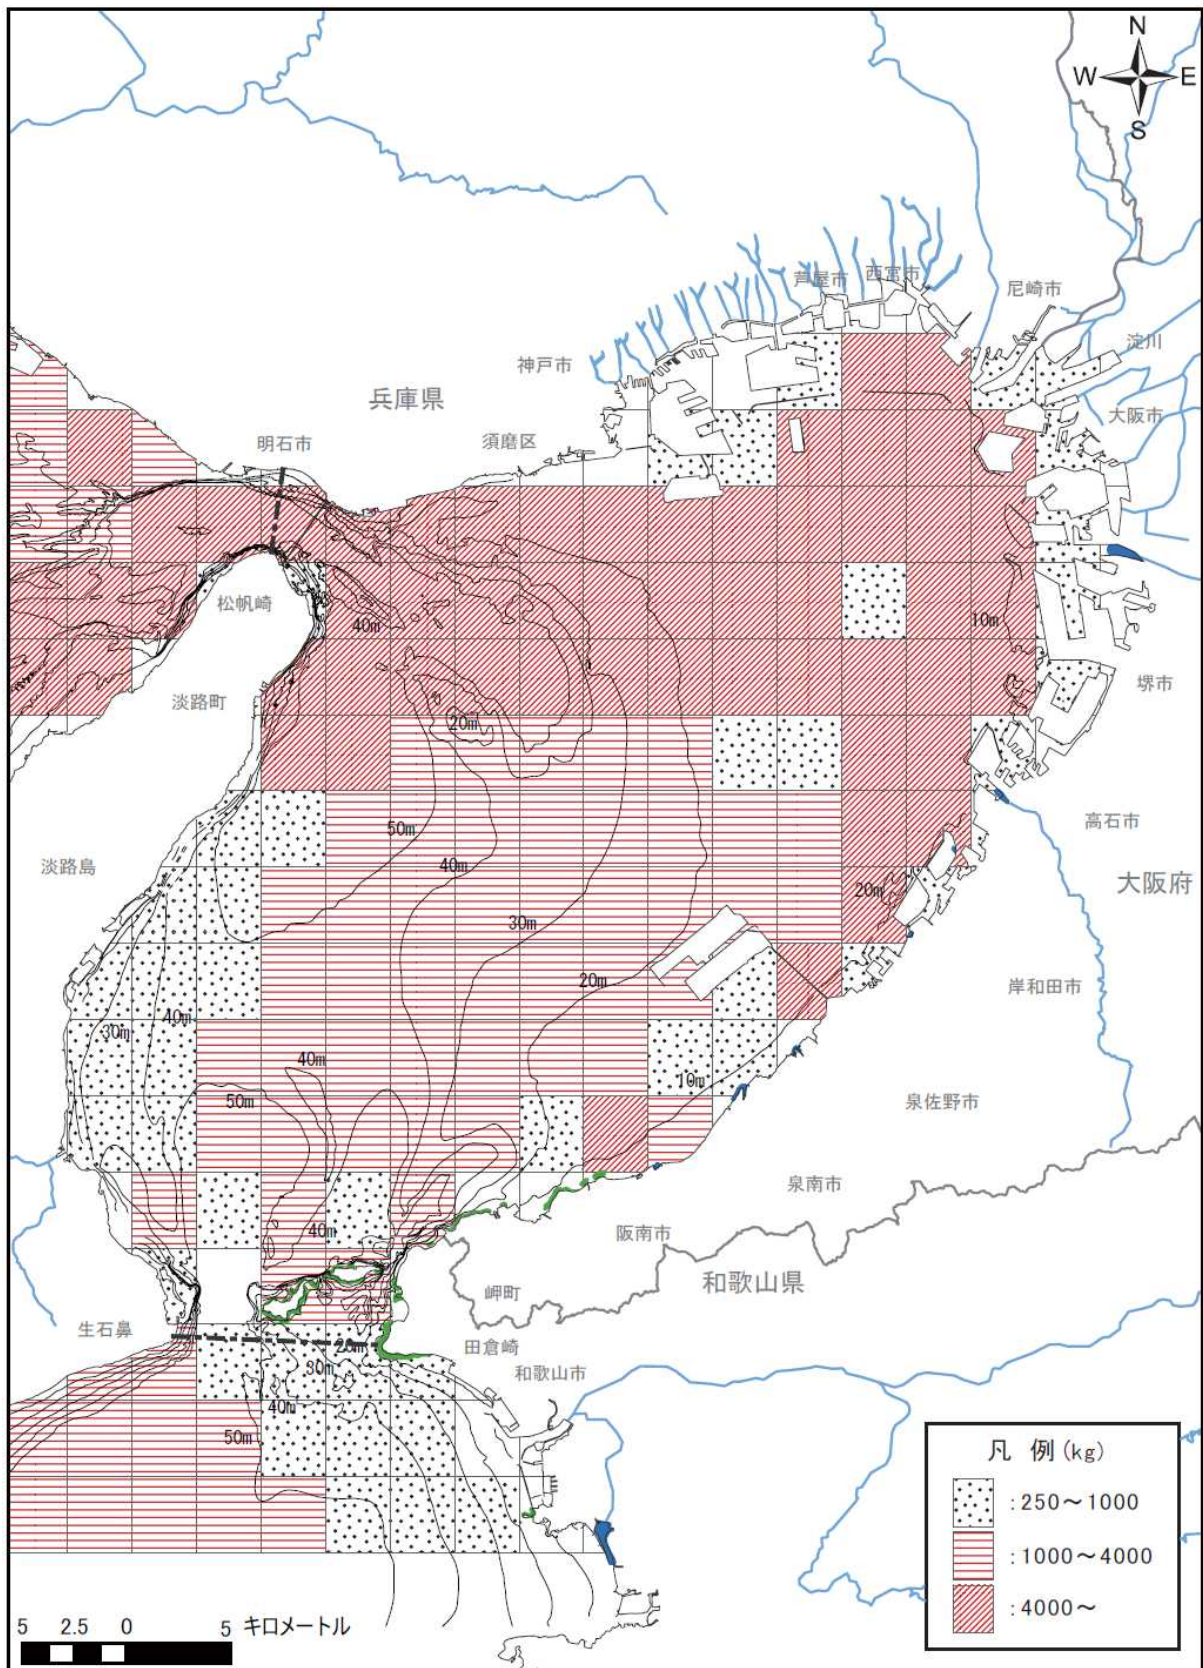 N
W E
S
芦屋市
西宮市
尼崎市
淀川
神戸市
兵庫県
大阪市
明石市
須磨区
松帆崎
40m
10m
堺市
淡路町
20m
50m
高石市
淡路島
40m
大阪府
20m
30m
20m
岸和田市
30m
40m
40m
10m
50m
泉佐野市
泉南市
40m
阪南市
岬町
和歌山県
生石鼻
20m
田倉崎
30m
和歌山市
40m
50m
凡 例(kg)
:250～1000
:1000～4000
:4000～
5 2.5 0 5 キロメートル